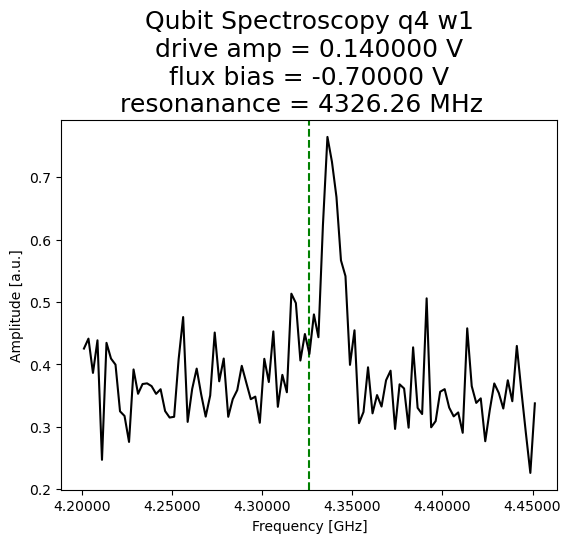 Qubit Spectroscopy q4 w1
drive amp = 0.140000 V
flux bias = -0.70000 V
resonanance = 4326.26 MHz
0.7
0.6
0.5
0.4
0.3
0.2
Amplitude [a.u.]
4.20000 4.25000 4.30000 4.35000 4.40000 4.45000
Frequency [GHz]